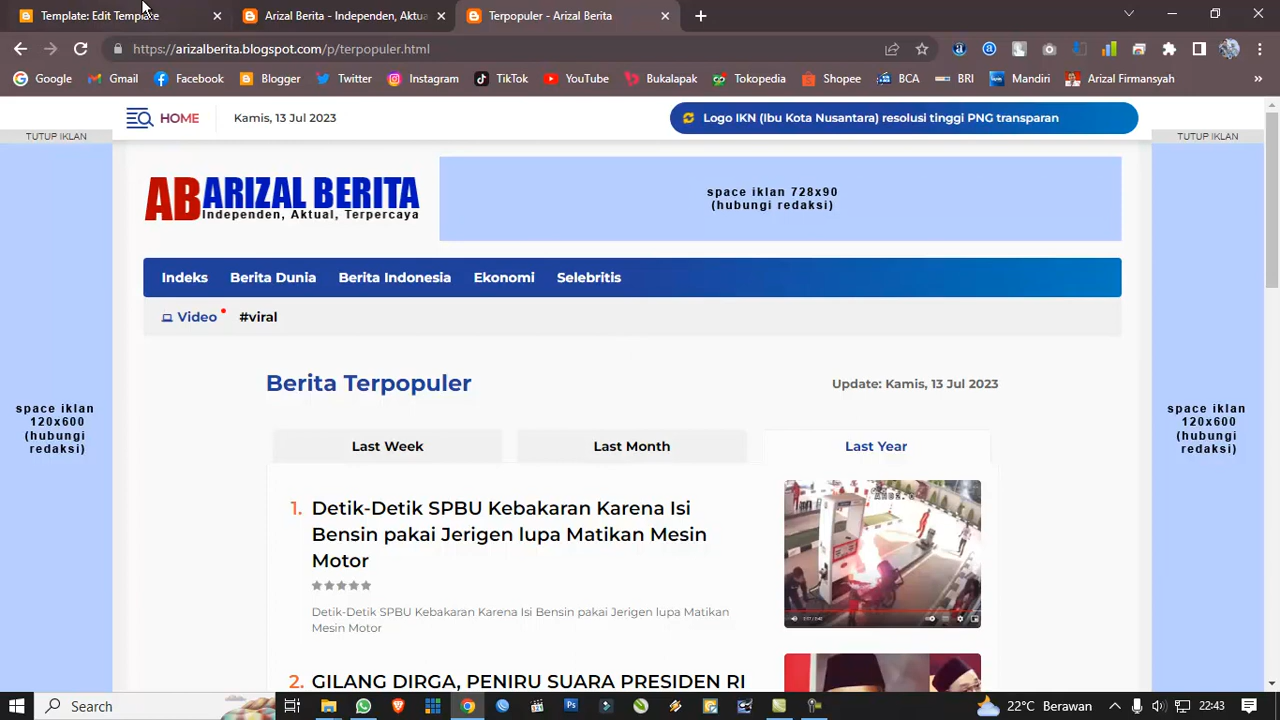 Template: Edit Template
Arizal Berita - Independen, Aktua
Terpopuler - Arizal Berita
https://arizalberita.blogspot.com/p/terpopuler.html
Google
Gmail
Facebook
Blogger
Twitter
Instagram
TikTok
YouTube
Bukalapak
Tokopedia
Shopee
BCA
BRI
Mandiri
Arizal Firmansyah
HOME
Kamis, 13 Jul 2023
Logo IKN (Ibu Kota Nusantara) resolusi tinggi PNG transparan
TUTUP IKLAN
TUTUP IKLAN
AB ARIZAL BERITA
Independen, Aktual, Terpercaya
space iklan 728x90
(hubungi redaksi)
Indeks
Berita Dunia
Berita Indonesia
Ekonomi
Selebritis
Video
#viral
space iklan
120x600
(hubungi
redaksi)
space iklan
120x600
(hubungi
redaksi)
Berita Terpopuler
Update: Kamis, 13 Jul 2023
Last Week
Last Month
Last Year
1. Detik-Detik SPBU Kebakaran Karena Isi
Bensin pakai Jerigen lupa Matikan Mesin
Motor
Detik-Detik SPBU Kebakaran Karena Isi Bensin pakai Jerigen lupa Matikan
Mesin Motor
2. GILANG DIRGA, PENIRU SUARA PRESIDEN RI
Search
22°C Berawan
22:43